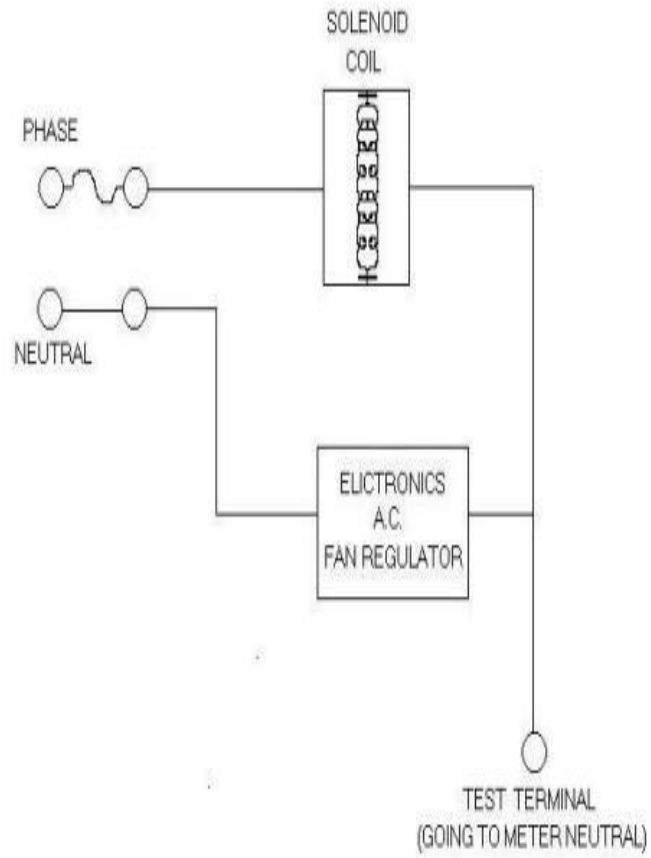 SOLENOID
COIL
PHASE
NEUTRAL
ELICTRONICS
A.C.
FAN REGULATOR
TEST TERMINAL
(GOING TO METER NEUTRAL)